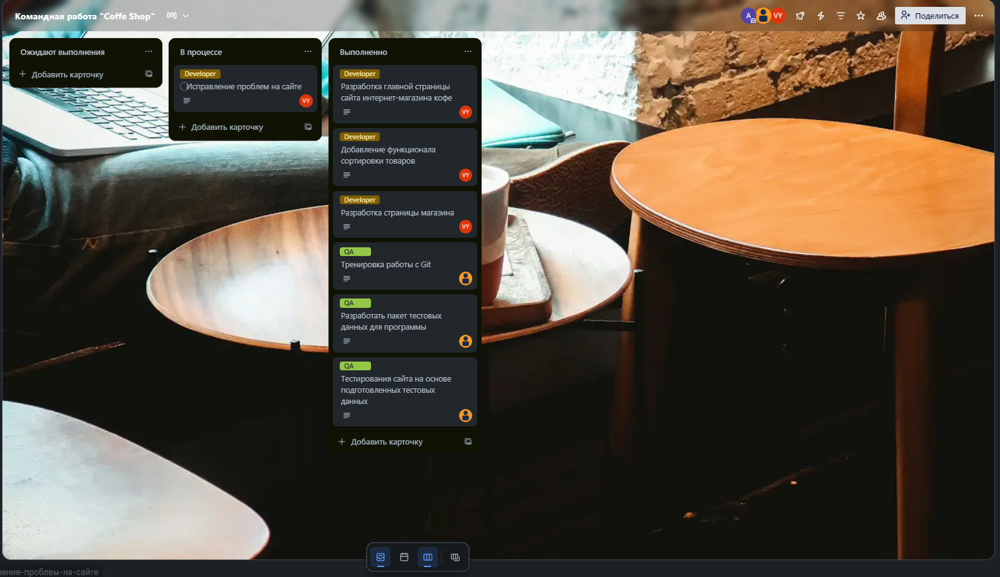 Командная работа "Coffe Shop"
A
VY
Поделиться
Ожидают выполнения
Добавить карточку
В процессе
Developer
Исправление проблем на сайте
VY
Добавить карточку
Выполненно
Developer
Разработка главной страницы
сайта интернет-магазина кофе
VY
Developer
Добавление функционала
сортировки товаров
VY
Developer
Разработка страницы магазина
VY
QA
Тренировка работы с Git
QA
Разработать пакет тестовых
данных для программы
QA
Тестирования сайта на основе
подготовленных тестовых
данных
Добавить карточку
ление-проблем-на-сайте